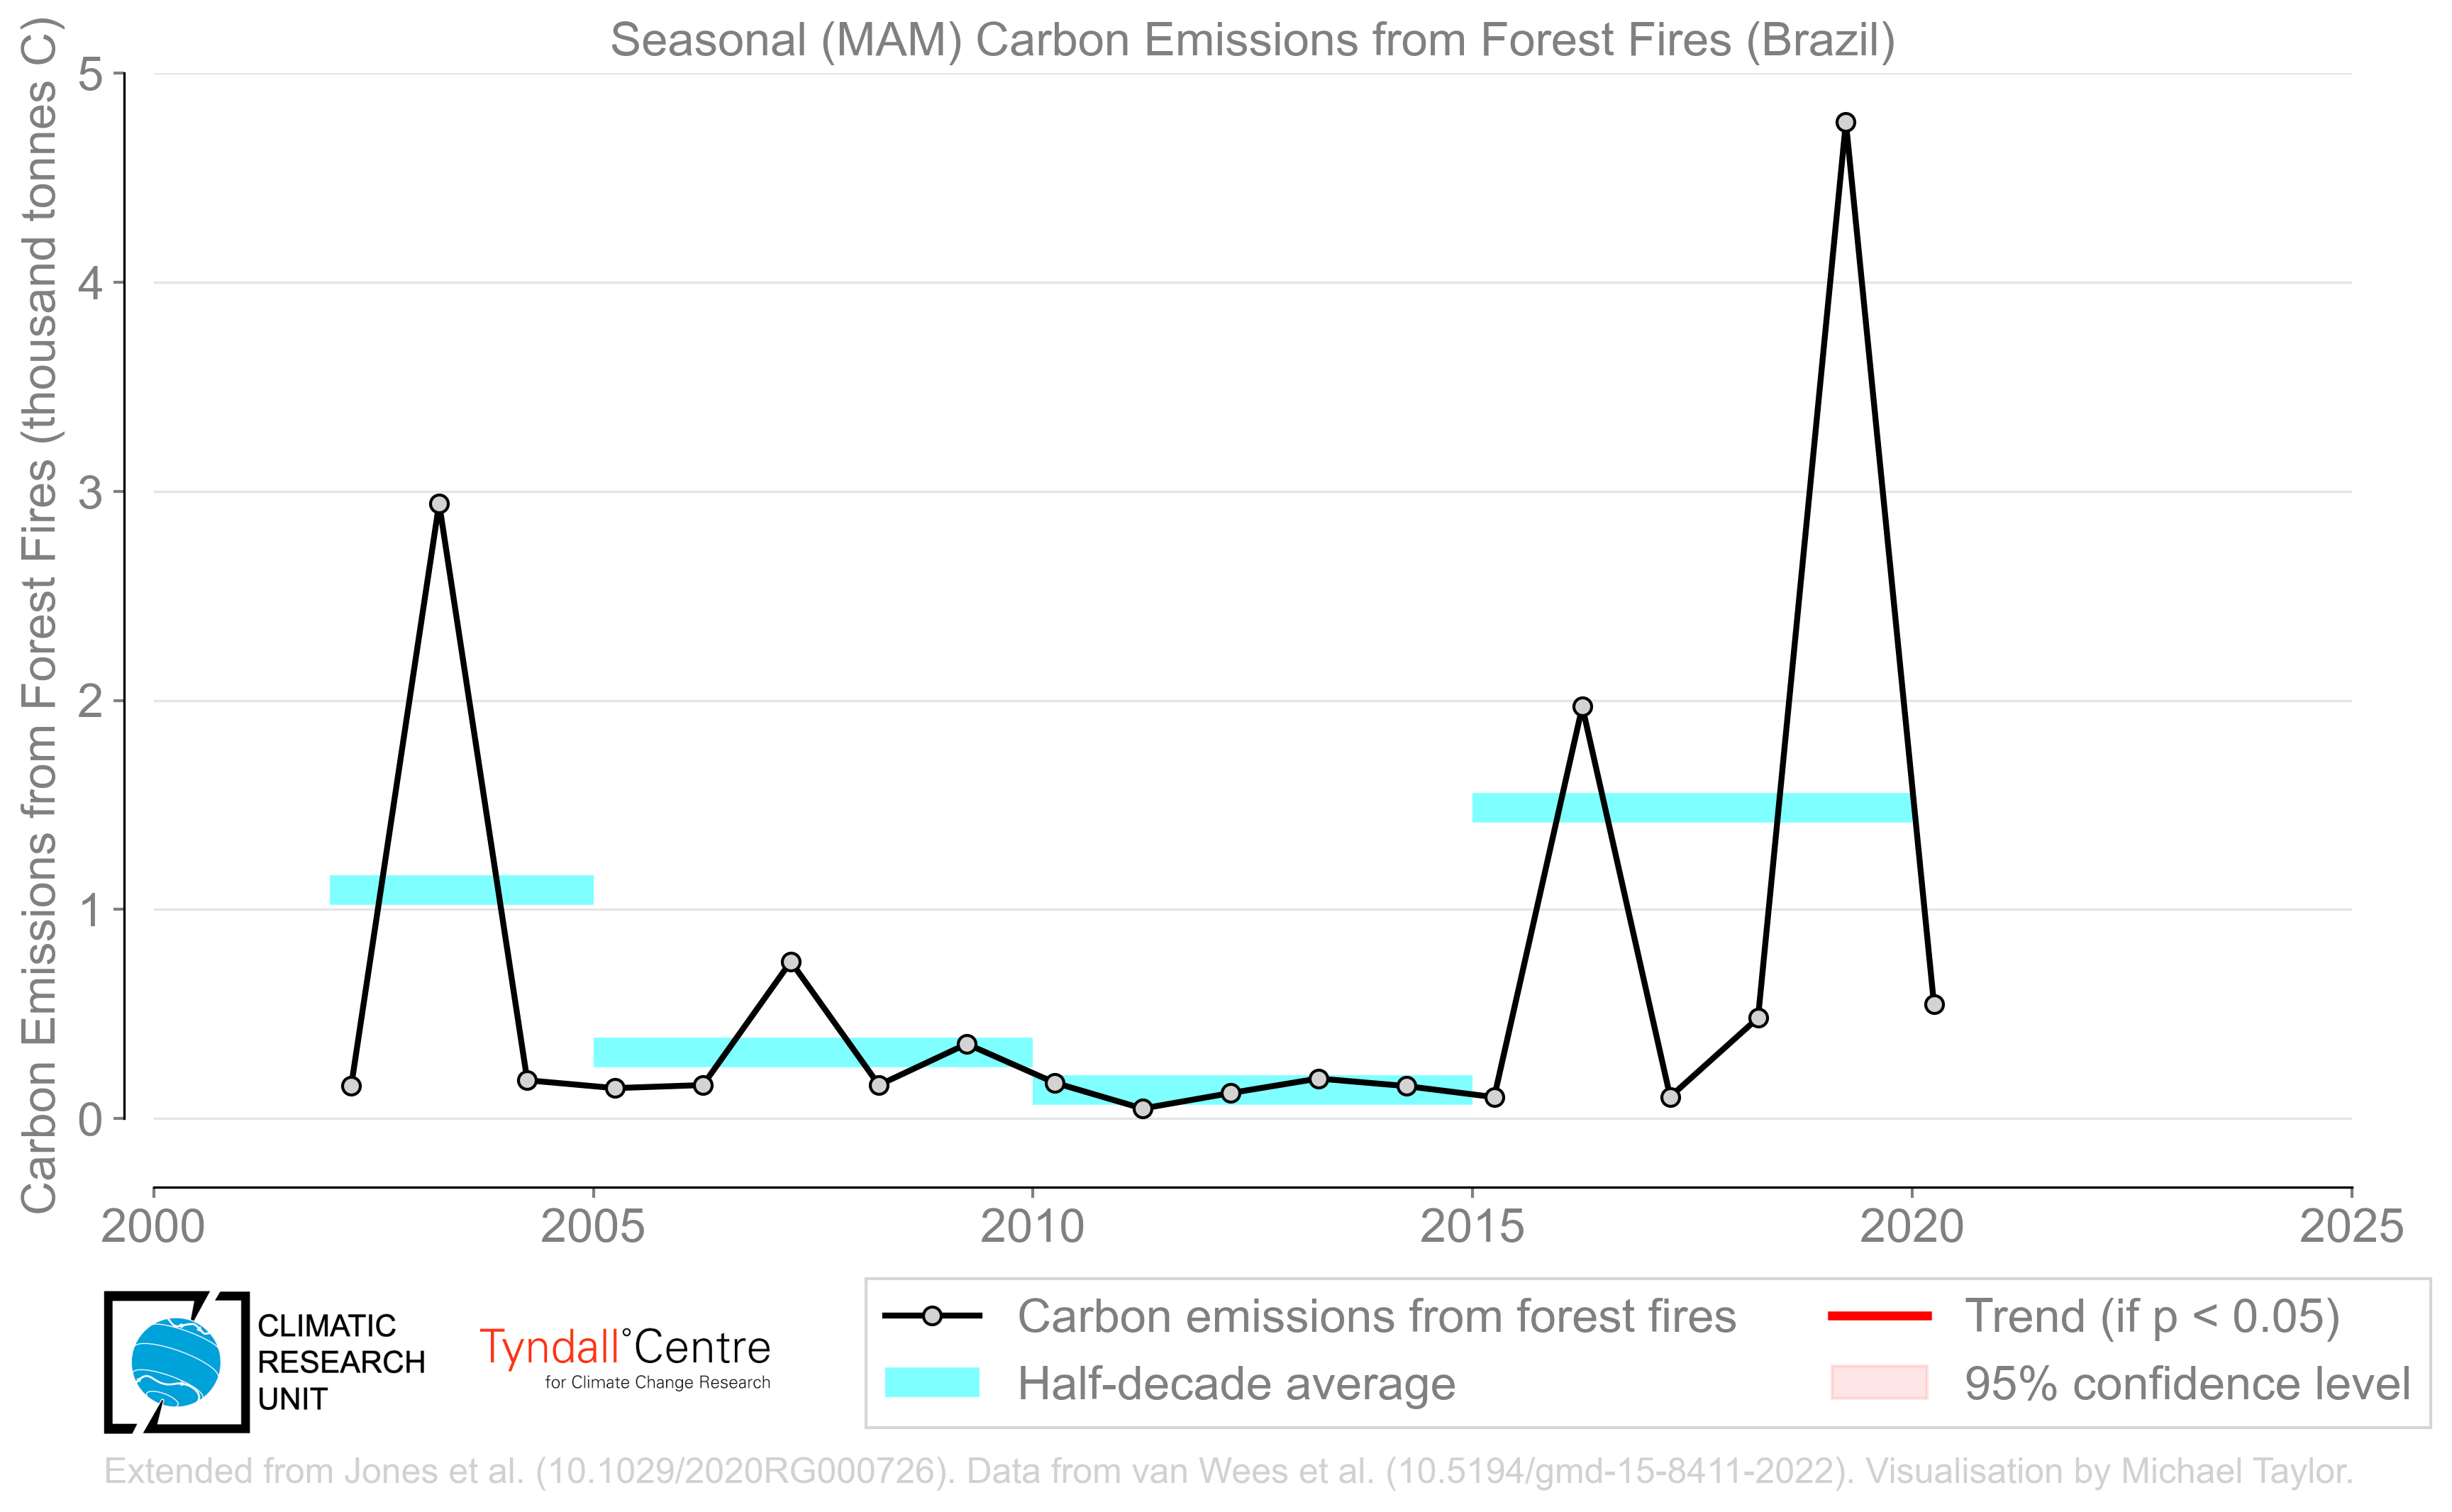 Seasonal (MAM) Carbon Emissions from Forest Fires (Brazil)
Carbon Emissions from Forest Fires (thousand tonnes C)
5
4
3
2
1
0
2000
2005
2010
2015
2020
2025
CLIMATIC
RESEARCH
UNIT
Tyndall°Centre
for Climate Change Research
Carbon emissions from forest fires
Half-decade average
Trend (if p < 0.05)
95% confidence level
Extended from Jones et al. (10.1029/2020RG000726). Data from van Wees et al. (10.5194/gmd-15-8411-2022). Visualisation by Michael Taylor.